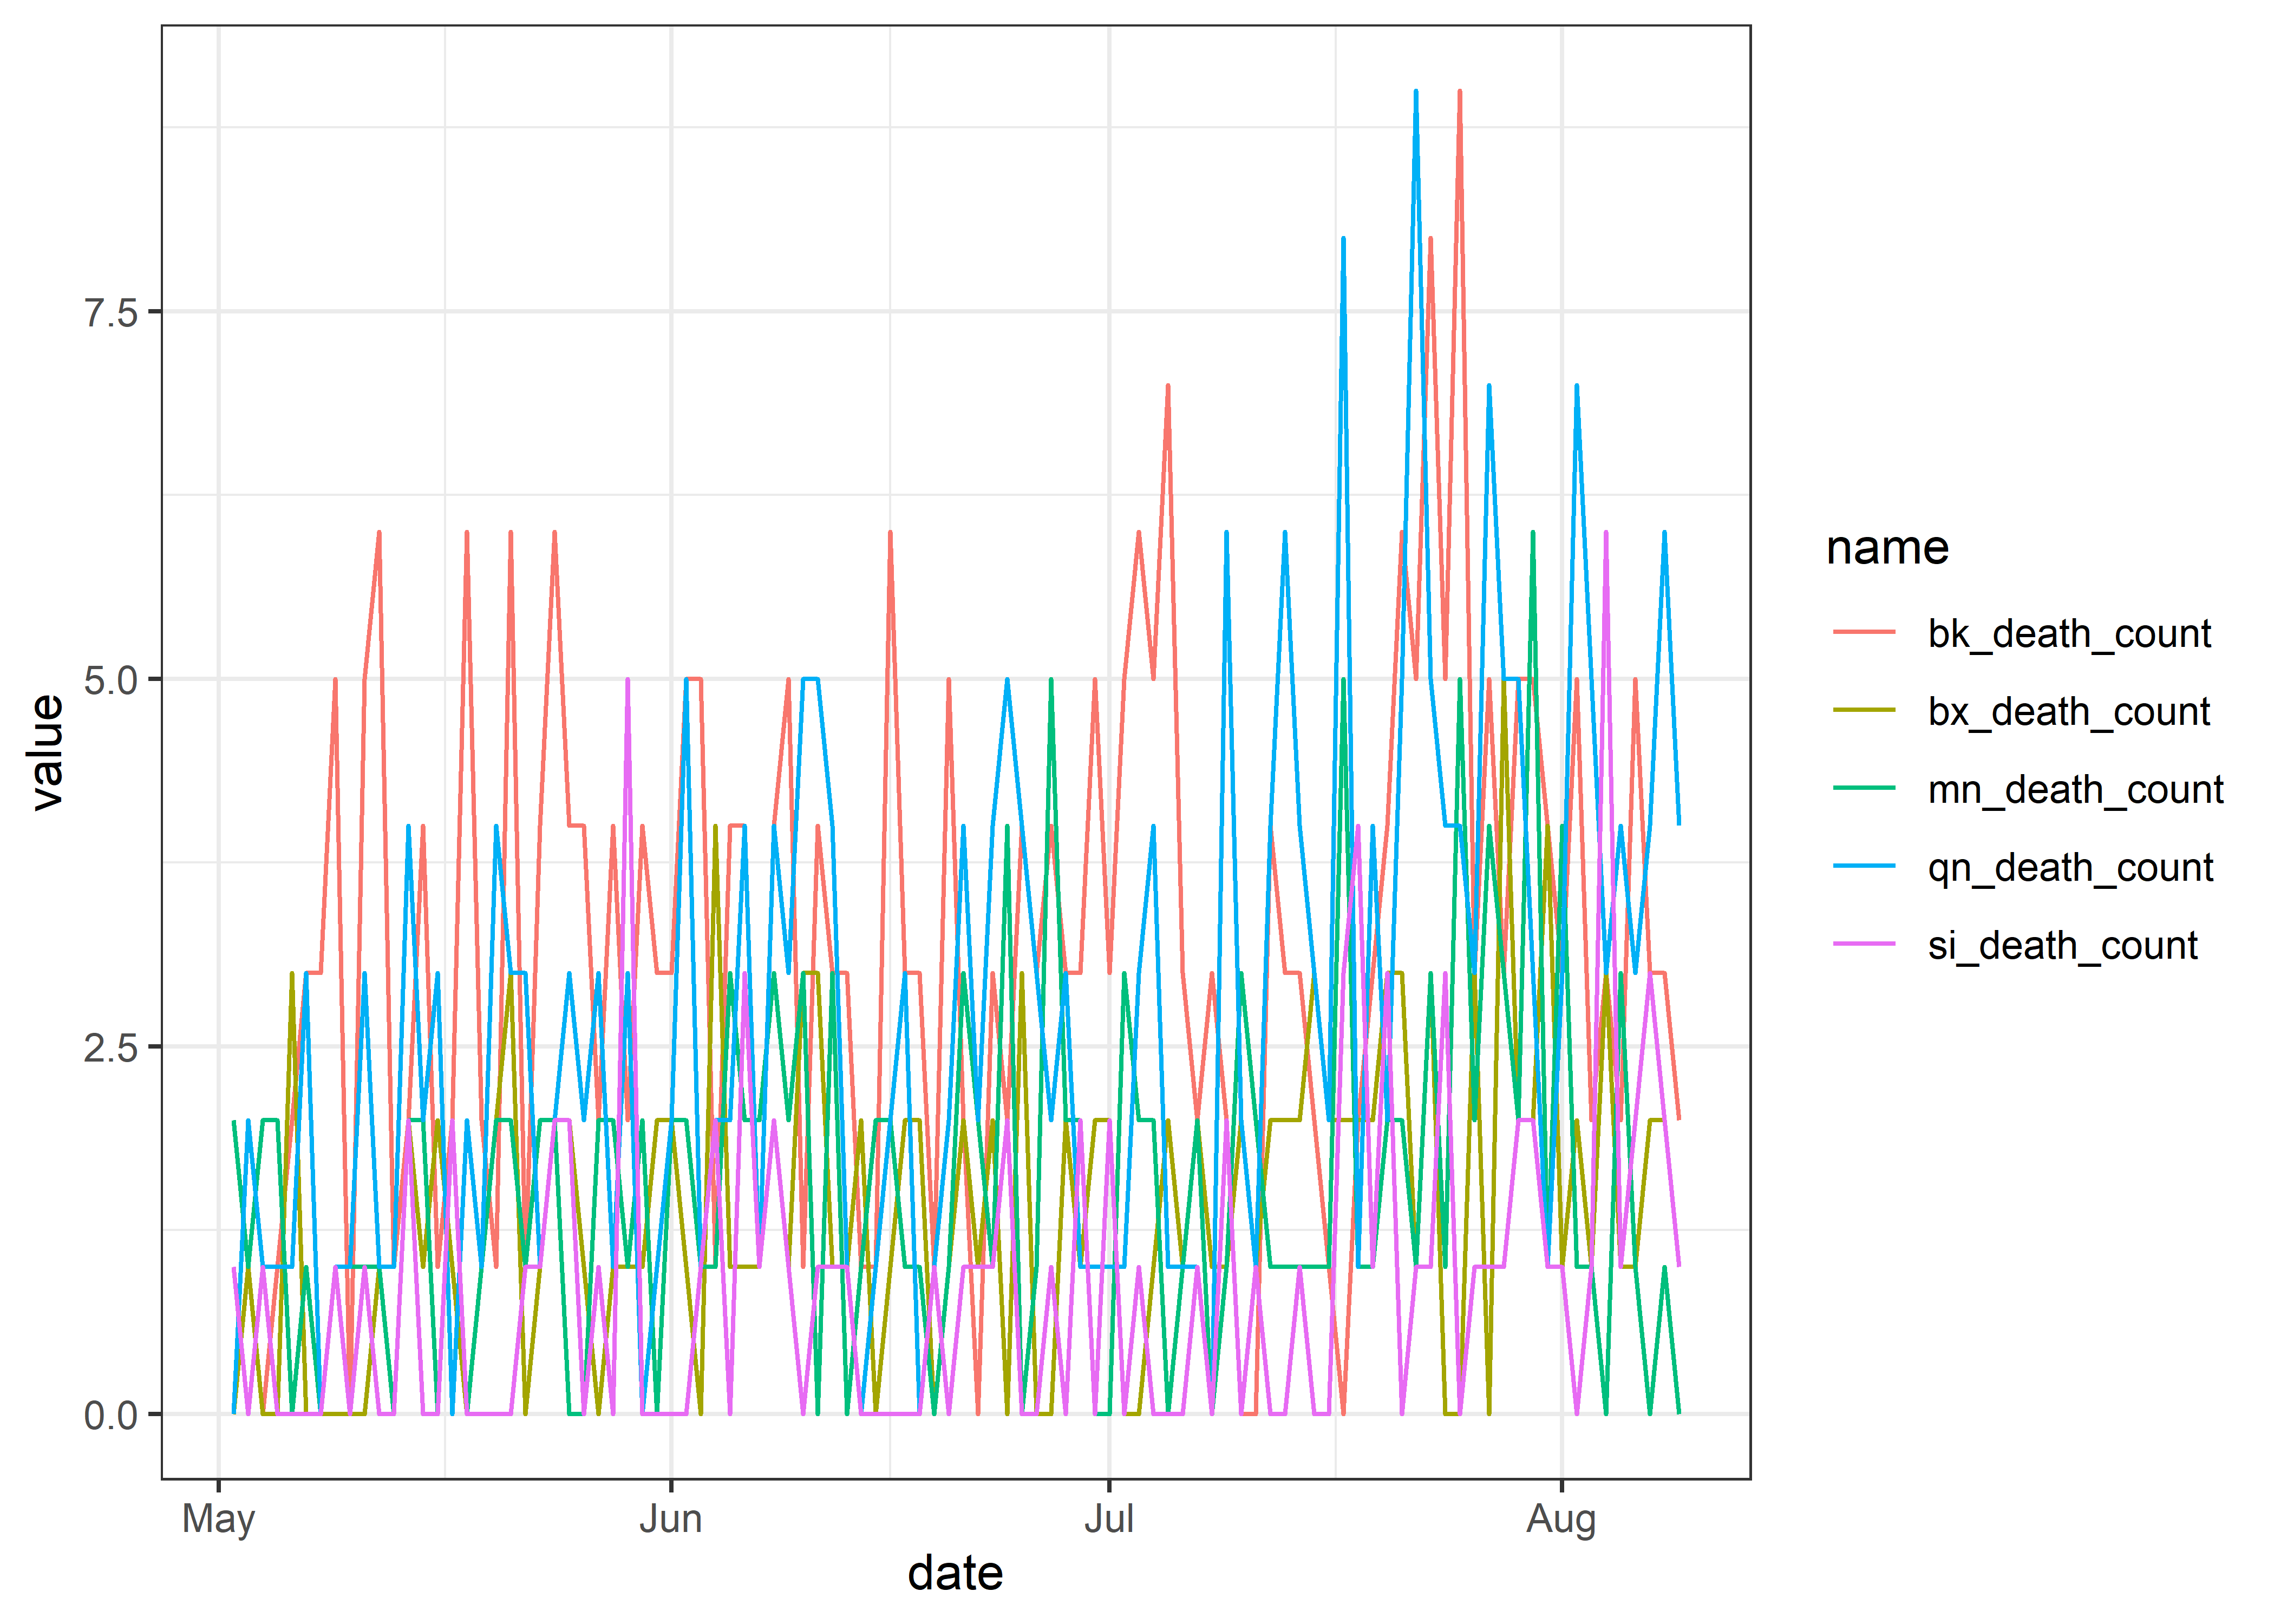 value
7.5
5.0
2.5
0.0
May
Jun
Jul
Aug
date
name
bk_death_count
bx_death_count
mn_death_count
qn_death_count
si_death_count